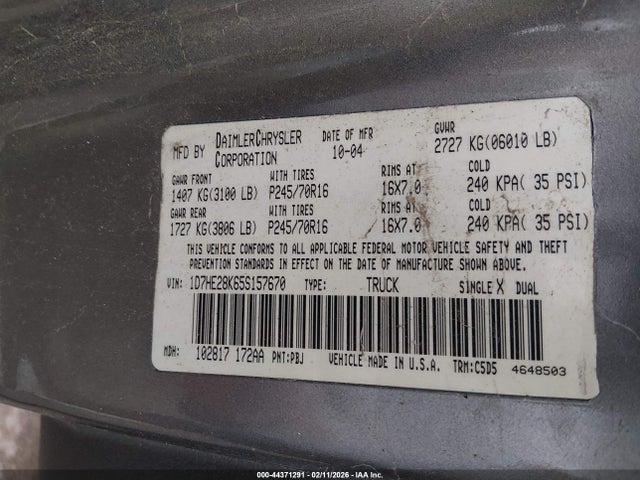 MFD BY DAIMLERCHRYSLER CORPORATION DATE OF MFR 10-04 GVWR 2727 KG(06010 LB)
GAWR FRONT WITH TIRES RIMS AT COLD
1407 KG(3100 LB) P245/70R16 16X7.0 240 KPA( 35 PSI)
GAWR REAR WITH TIRES RIMS AT COLD
1727 KG(3806 LB) P245/70R16 16X7.0 240 KPA( 35 PSI)
THIS VEHICLE CONFORMS TO ALL APPLICABLE FEDERAL MOTOR VEHICLE SAFETY AND THEFT
PREVENTION STANDARDS IN EFFECT ON THE DATE OF MANUFACTURE SHOWN ABOVE.
VIN: 1D7HE28K65S157670 TYPE: TRUCK SINGLE X DUAL
MDH: 102817 172AA PNT:PBJ VEHICLE MADE IN U.S.A. TRM:C5D5 4648503
000-44371291 - 02/11/2026 - IAA Inc.